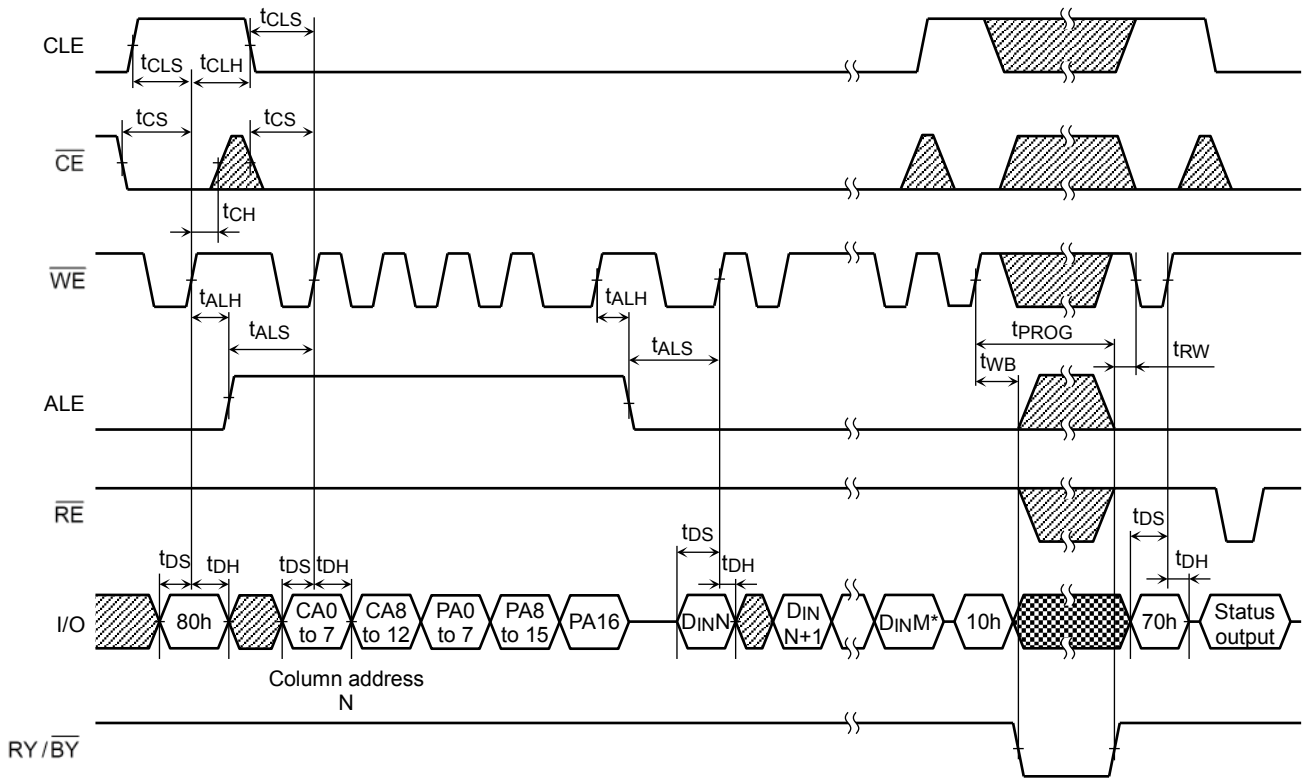 CLE
tCLS
tCLS tCLH
CE
tCS
tCS
tCH
WE
tALH
tALS
tALH
tALS
tPROG
tWB
tRW
ALE
RE
tDS tDH tDS tDH
tDS
tDH
tDS
tDH
I/O
80h
CA0
to 7
CA8
to 12
PA0
to 7
PA8
to 15
PA16
DINN
DIN
N+1
DINM*
10h
70h
Status
output
Column address
N
RY/BY